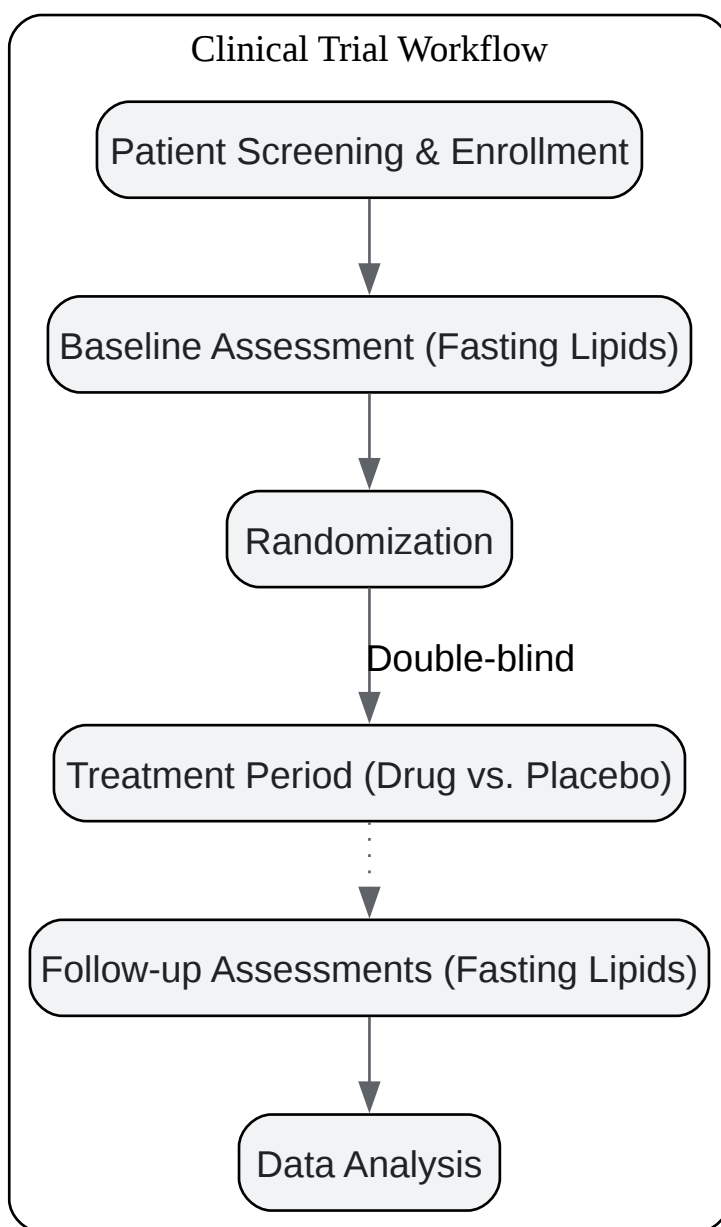 Clinical Trial Workflow
Patient Screening & Enrollment
Baseline Assessment (Fasting Lipids)
Randomization
Double-blind
Treatment Period (Drug vs. Placebo)
Follow-up Assessments (Fasting Lipids)
Data Analysis